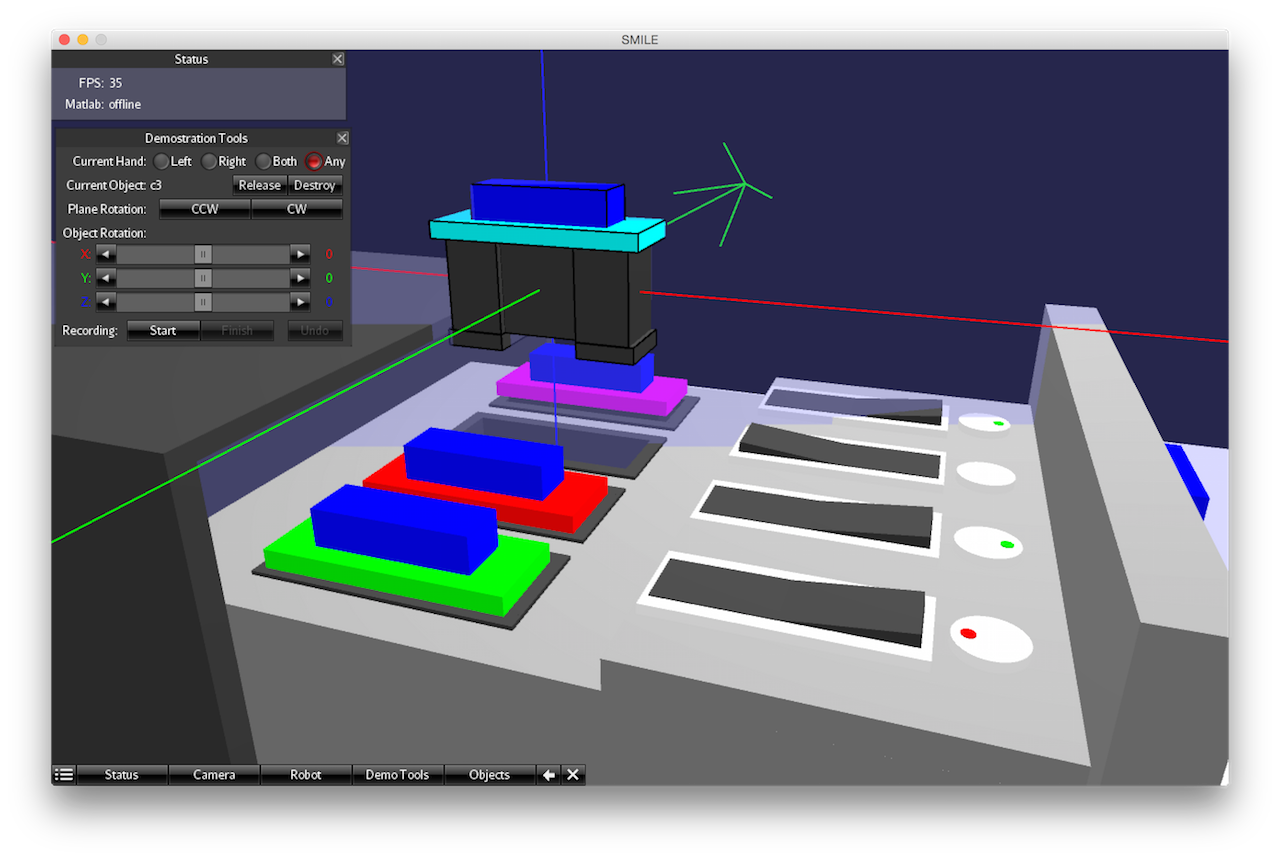 SMILE
Status
FPS: 35
Matlab: offline
Demostration Tools
Current Hand: Left Right Both Any
Current Object: c3 Release Destroy
Plane Rotation: CCW CW
Object Rotation:
X: 0
Y: 0
Z: 0
Recording: Start Finish Undo
Status Camera Robot Demo Tools Objects